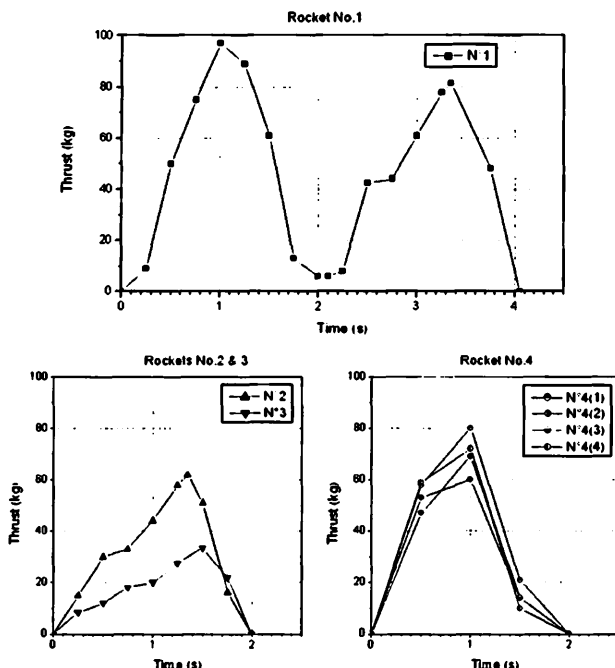 Rocket No.1
N°1
100
80
60
40
20
0
Thrust (kg)
0 1 2 3 4
Time (s)
Rockets No.2 & 3
N°2
N°3
100
80
60
40
20
0
Thrust (kg)
0 1 2
Time (s)
Rocket No.4
N°4(1)
N°4(2)
N°4(3)
N°4(4)
100
80
60
40
20
0
Thrust (kg)
0 1 2
Time (s)